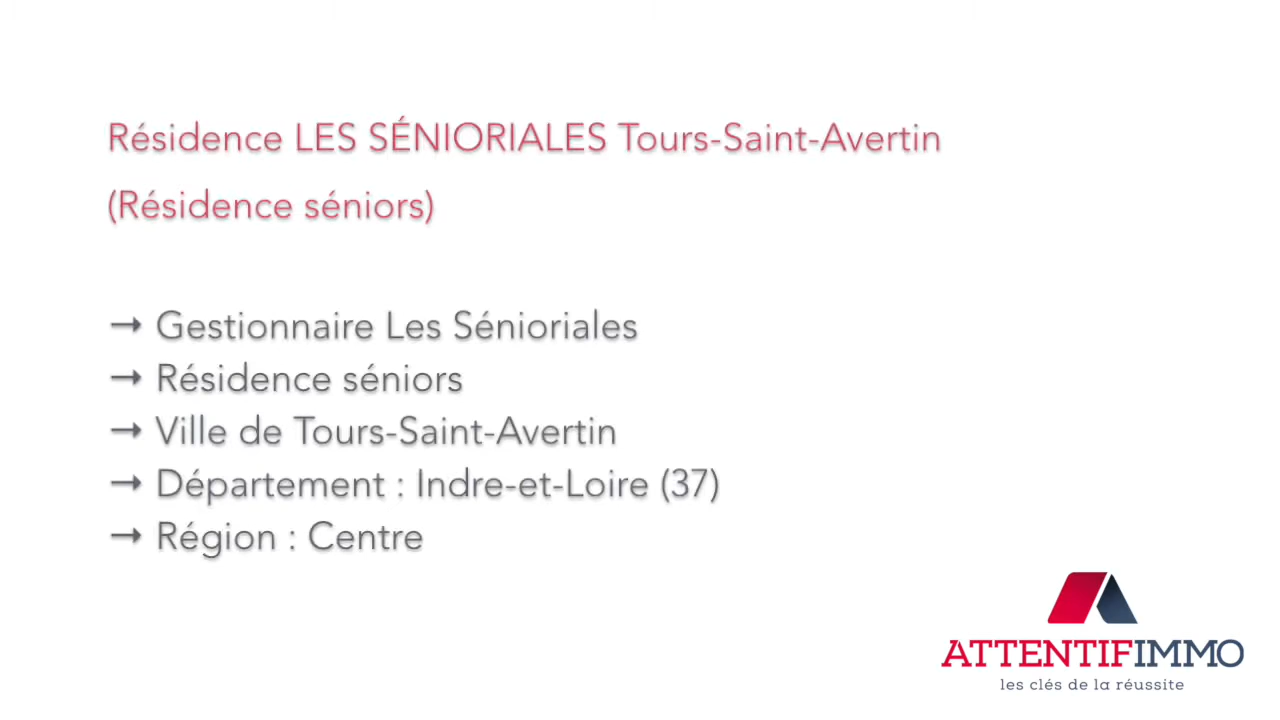 Résidence LES SÉNIORIALES Tours-Saint-Avertin
(Résidence séniors)
→ Gestionnaire Les Sénioriales
→ Résidence séniors
→ Ville de Tours-Saint-Avertin
→ Département : Indre-et-Loire (37)
→ Région : Centre
ATTENTIFIMMO
les clés de la réussite